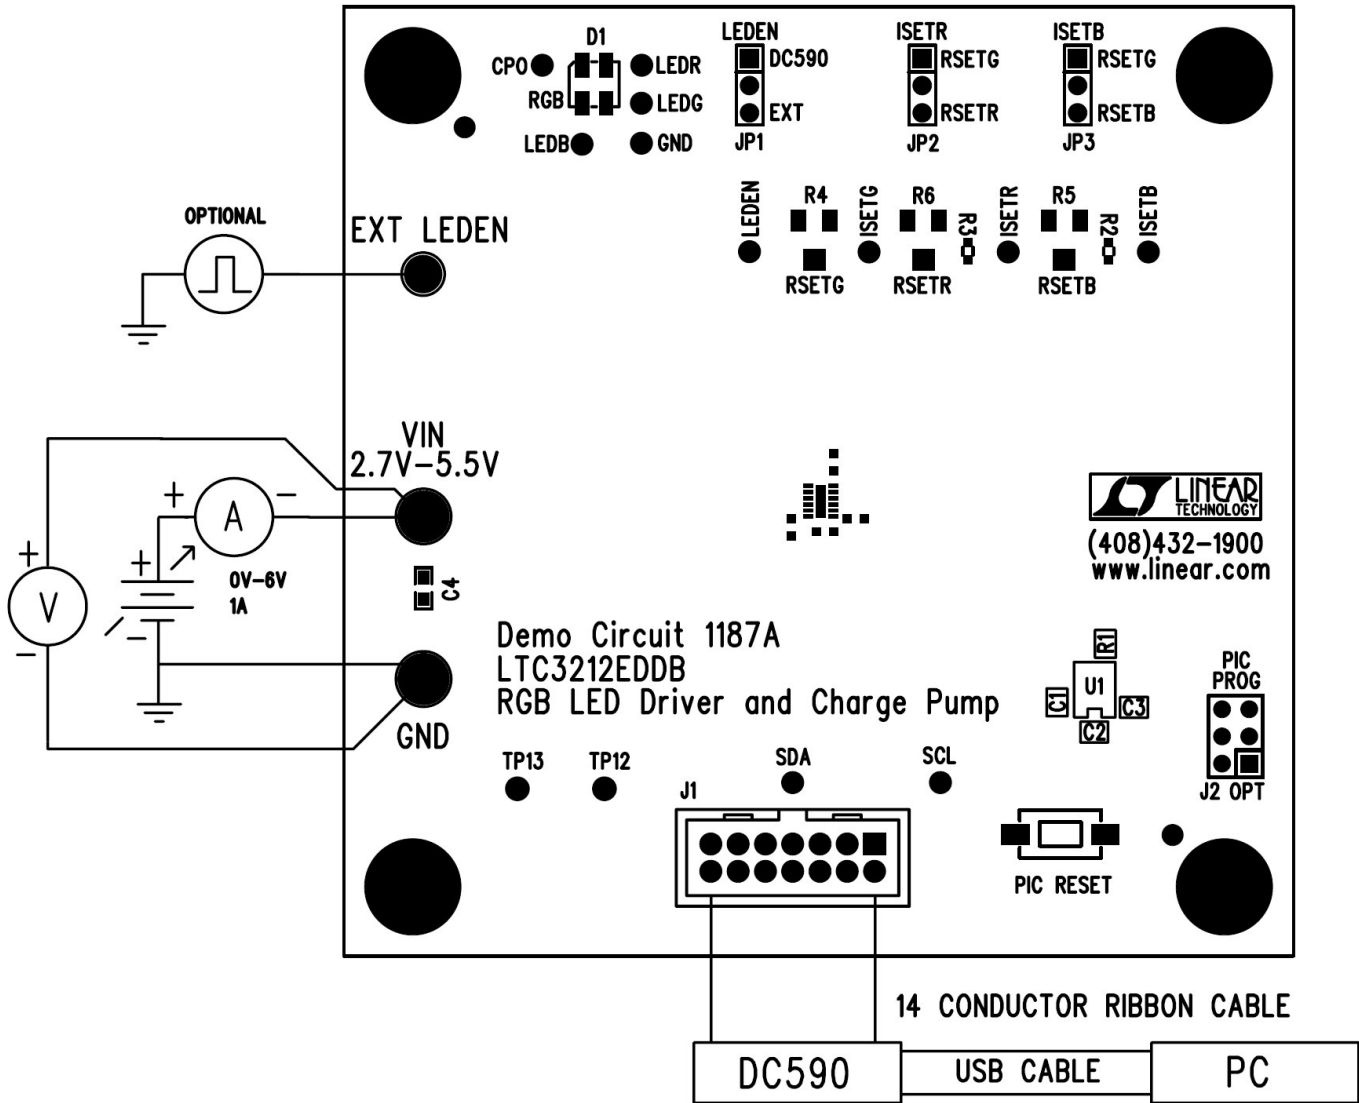 D1
CPO
LEDR
RGB
LEDG
LEDB
GND
LEDEN
DC590
EXT
JP1
ISETR
RSETG
RSETR
JP2
ISETB
RSETG
RSETB
JP3
OPTIONAL
EXT LEDEN
LEDEN
R4
RSETG
ISETG
R6
RSETR
R3
ISETR
R5
RSETB
R2
ISETB
VIN
2.7V-5.5V
+ A -
+
0V-6V
1A
-
+
V
-
C4
GND
LINEAR
TECHNOLOGY
(408)432-1900
www.linear.com
Demo Circuit 1187A
LTC3212EDDB
RGB LED Driver and Charge Pump
R1
U1
C1
C3
C2
PIC
PROG
J2 OPT
TP13
TP12
SDA
SCL
J1
PIC RESET
14 CONDUCTOR RIBBON CABLE
DC590
USB CABLE
PC